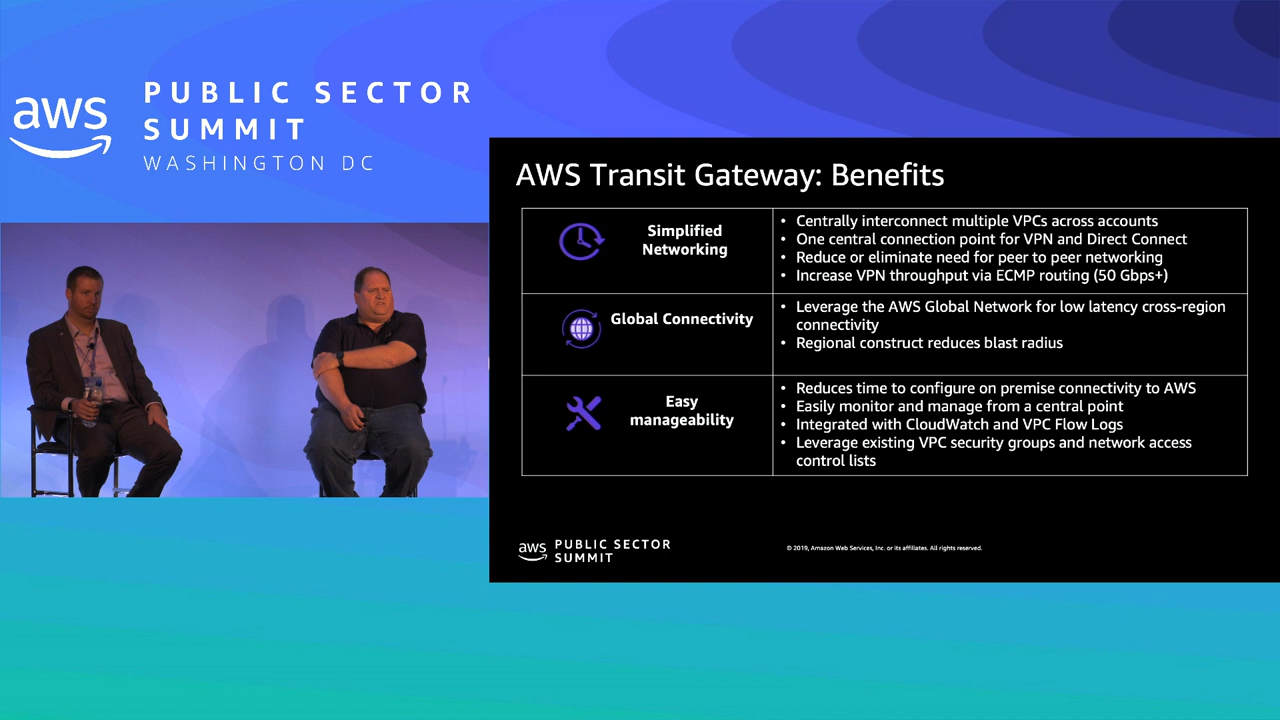 aws
PUBLIC SECTOR
SUMMIT
WASHINGTON DC
AWS Transit Gateway: Benefits
Simplified
Networking
• Centrally interconnect multiple VPCs across accounts
• One central connection point for VPN and Direct Connect
• Reduce or eliminate need for peer to peer networking
• Increase VPN throughput via ECMP routing (50 Gbps+)
Global Connectivity
• Leverage the AWS Global Network for low latency cross-region
connectivity
• Regional construct reduces blast radius
Easy
manageability
• Reduces time to configure on premise connectivity to AWS
• Easily monitor and manage from a central point
• Integrated with CloudWatch and VPC Flow Logs
• Leverage existing VPC security groups and network access
control lists
aws
PUBLIC SECTOR
SUMMIT
© 2019, Amazon Web Services, Inc. or its affiliates. All rights reserved.